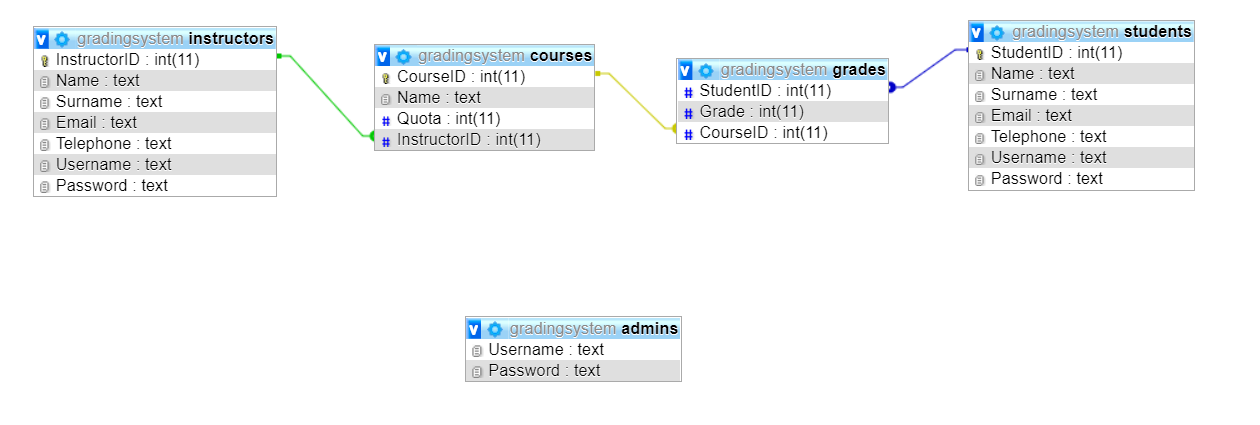 gradingsystem instructors
InstructorID : int(11)
Name : text
Surname : text
Email : text
Telephone : text
Username : text
Password : text
gradingsystem courses
CourseID : int(11)
Name : text
Quota : int(11)
InstructorID : int(11)
gradingsystem grades
StudentID : int(11)
Grade : int(11)
CourseID : int(11)
gradingsystem students
StudentID : int(11)
Name : text
Surname : text
Email : text
Telephone : text
Username : text
Password : text
gradingsystem admins
Username : text
Password : text